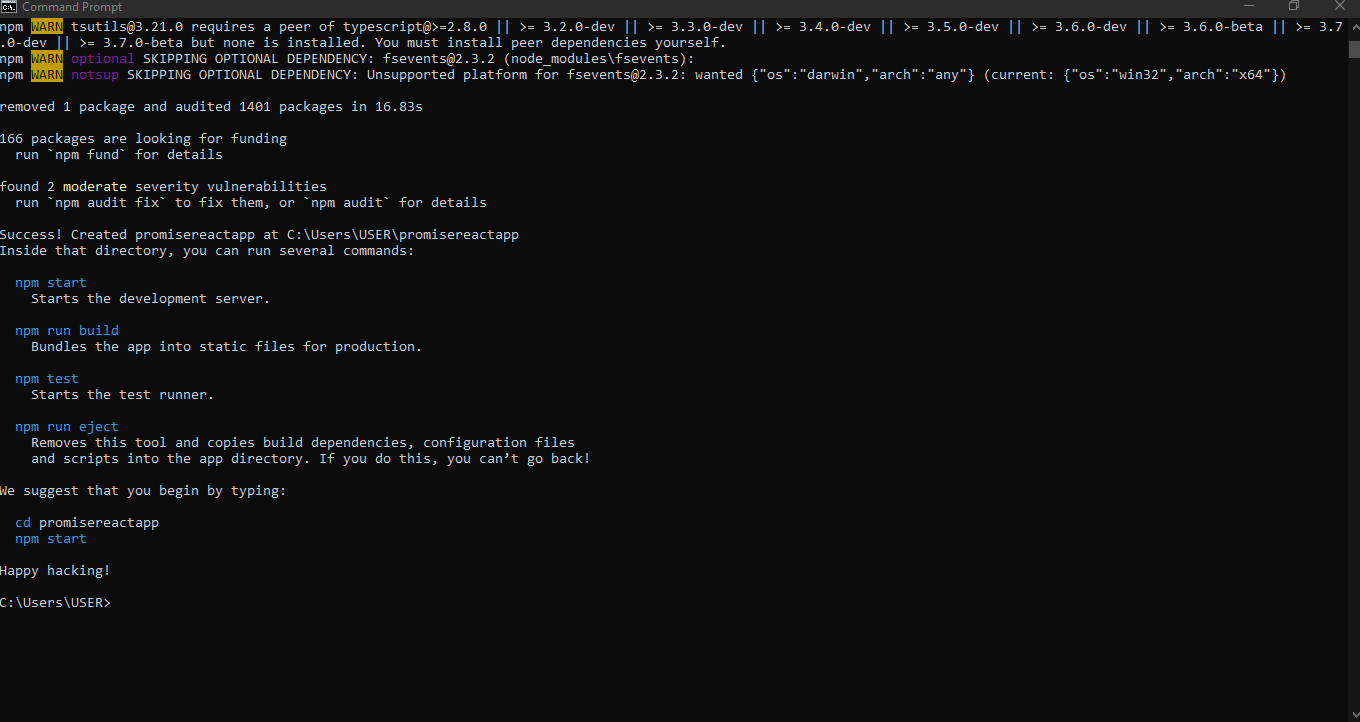 Command Prompt
npm WARN tsutils@3.21.0 requires a peer of typescript@>=2.8.0 || >= 3.2.0-dev || >= 3.3.0-dev || >= 3.4.0-dev || >= 3.5.0-dev || >= 3.6.0-dev || >= 3.6.0-beta || >= 3.7
.0-dev || >= 3.7.0-beta but none is installed. You must install peer dependencies yourself.
npm WARN optional SKIPPING OPTIONAL DEPENDENCY: fsevents@2.3.2 (node_modules\fsevents):
npm WARN notsup SKIPPING OPTIONAL DEPENDENCY: Unsupported platform for fsevents@2.3.2: wanted {"os":"darwin","arch":"any"} (current: {"os":"win32","arch":"x64"})
removed 1 package and audited 1401 packages in 16.83s
166 packages are looking for funding
run `npm fund` for details
found 2 moderate severity vulnerabilities
run `npm audit fix` to fix them, or `npm audit` for details
Success! Created promisereactapp at C:\Users\USER\promisereactapp
Inside that directory, you can run several commands:
npm start
Starts the development server.
npm run build
Bundles the app into static files for production.
npm test
Starts the test runner.
npm run eject
Removes this tool and copies build dependencies, configuration files
and scripts into the app directory. If you do this, you can’t go back!
We suggest that you begin by typing:
cd promisereactapp
npm start
Happy hacking!
C:\Users\USER>